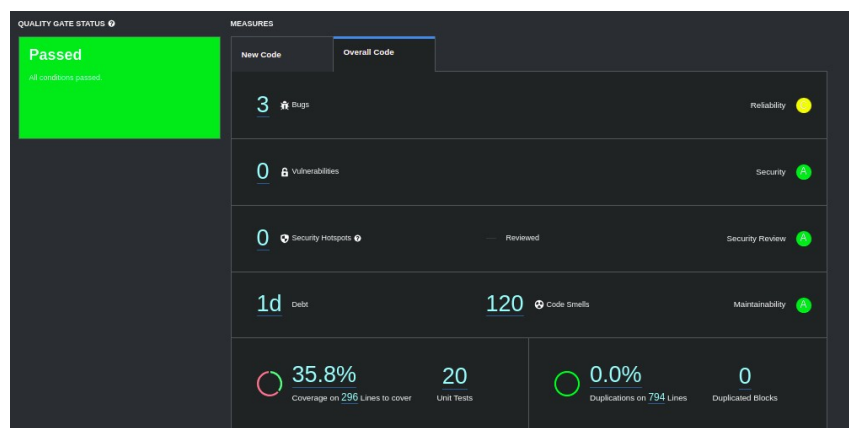 QUALITY GATE STATUS
MEASURES
Passed
All conditions passed.
New Code
Overall Code
3 Bugs
Reliability
0 Vulnerabilities
Security A
0 Security Hotspots
Reviewed
Security Review A
1d Debt
120 Code Smells
Maintainability A
35.8%
Coverage on 296 Lines to cover
20
Unit Tests
0.0%
Duplications on 794 Lines
0
Duplicated Blocks